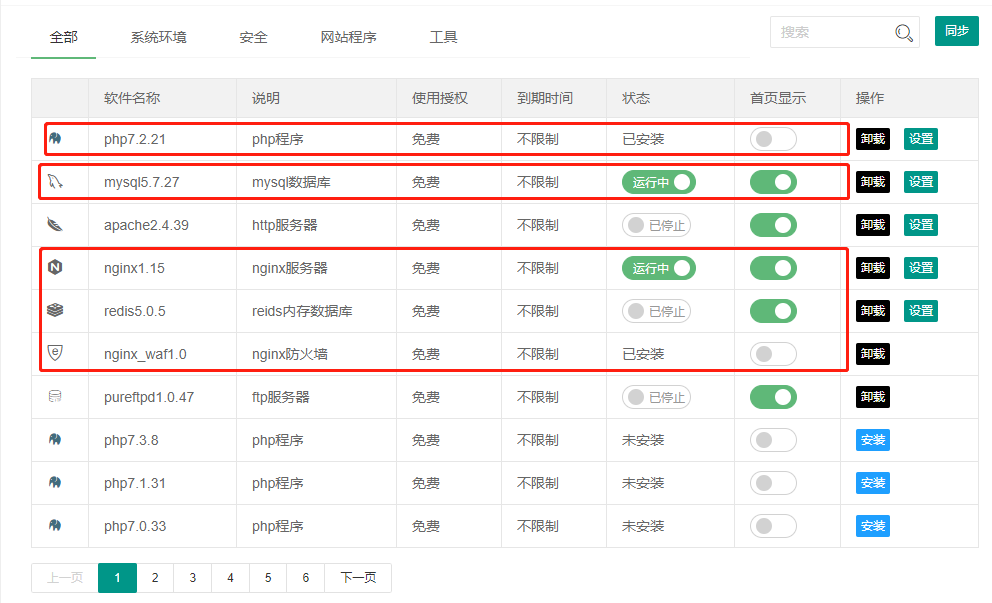 全部 系统环境 安全 网站程序 工具 搜索 同步
软件名称 说明 使用授权 到期时间 状态 首页显示 操作
php7.2.21 php程序 免费 不限制 已安装 卸载 设置
mysql5.7.27 mysql数据库 免费 不限制 运行中 卸载 设置
apache2.4.39 http服务器 免费 不限制 已停止 卸载 设置
nginx1.15 nginx服务器 免费 不限制 运行中 卸载 设置
redis5.0.5 reids内存数据库 免费 不限制 已停止 卸载 设置
nginx_waf1.0 nginx防火墙 免费 不限制 已安装 卸载
pureftpd1.0.47 ftp服务器 免费 不限制 已停止 卸载
php7.3.8 php程序 免费 不限制 未安装 安装
php7.1.31 php程序 免费 不限制 未安装 安装
php7.0.33 php程序 免费 不限制 未安装 安装
上一页 1 2 3 4 5 6 下一页